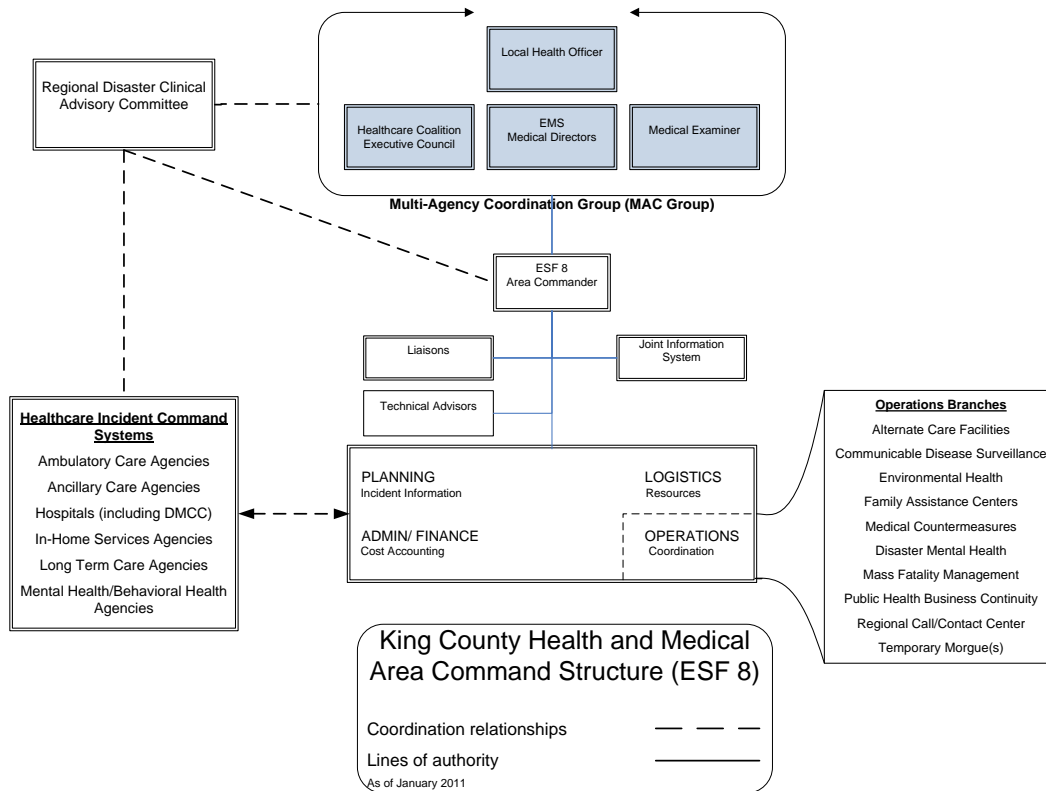 Local Health Officer
Regional Disaster Clinical
Advisory Committee
Healthcare Coalition
Executive Council
EMS
Medical Directors
Medical Examiner
Multi-Agency Coordination Group (MAC Group)
ESF 8
Area Commander
Liaisons
Joint Information
System
Technical Advisors
Healthcare Incident Command
Systems
Ambulatory Care Agencies
Ancillary Care Agencies
Hospitals (including DMCC)
In-Home Services Agencies
Long Term Care Agencies
Mental Health/Behavioral Health
Agencies
PLANNING
Incident Information
LOGISTICS
Resources
ADMIN/ FINANCE
Cost Accounting
OPERATIONS
Coordination
Operations Branches
Alternate Care Facilities
Communicable Disease Surveillance
Environmental Health
Family Assistance Centers
Medical Countermeasures
Disaster Mental Health
Mass Fatality Management
Public Health Business Continuity
Regional Call/Contact Center
Temporary Morgue(s)
King County Health and Medical
Area Command Structure (ESF 8)
Coordination relationships
Lines of authority
As of January 2011